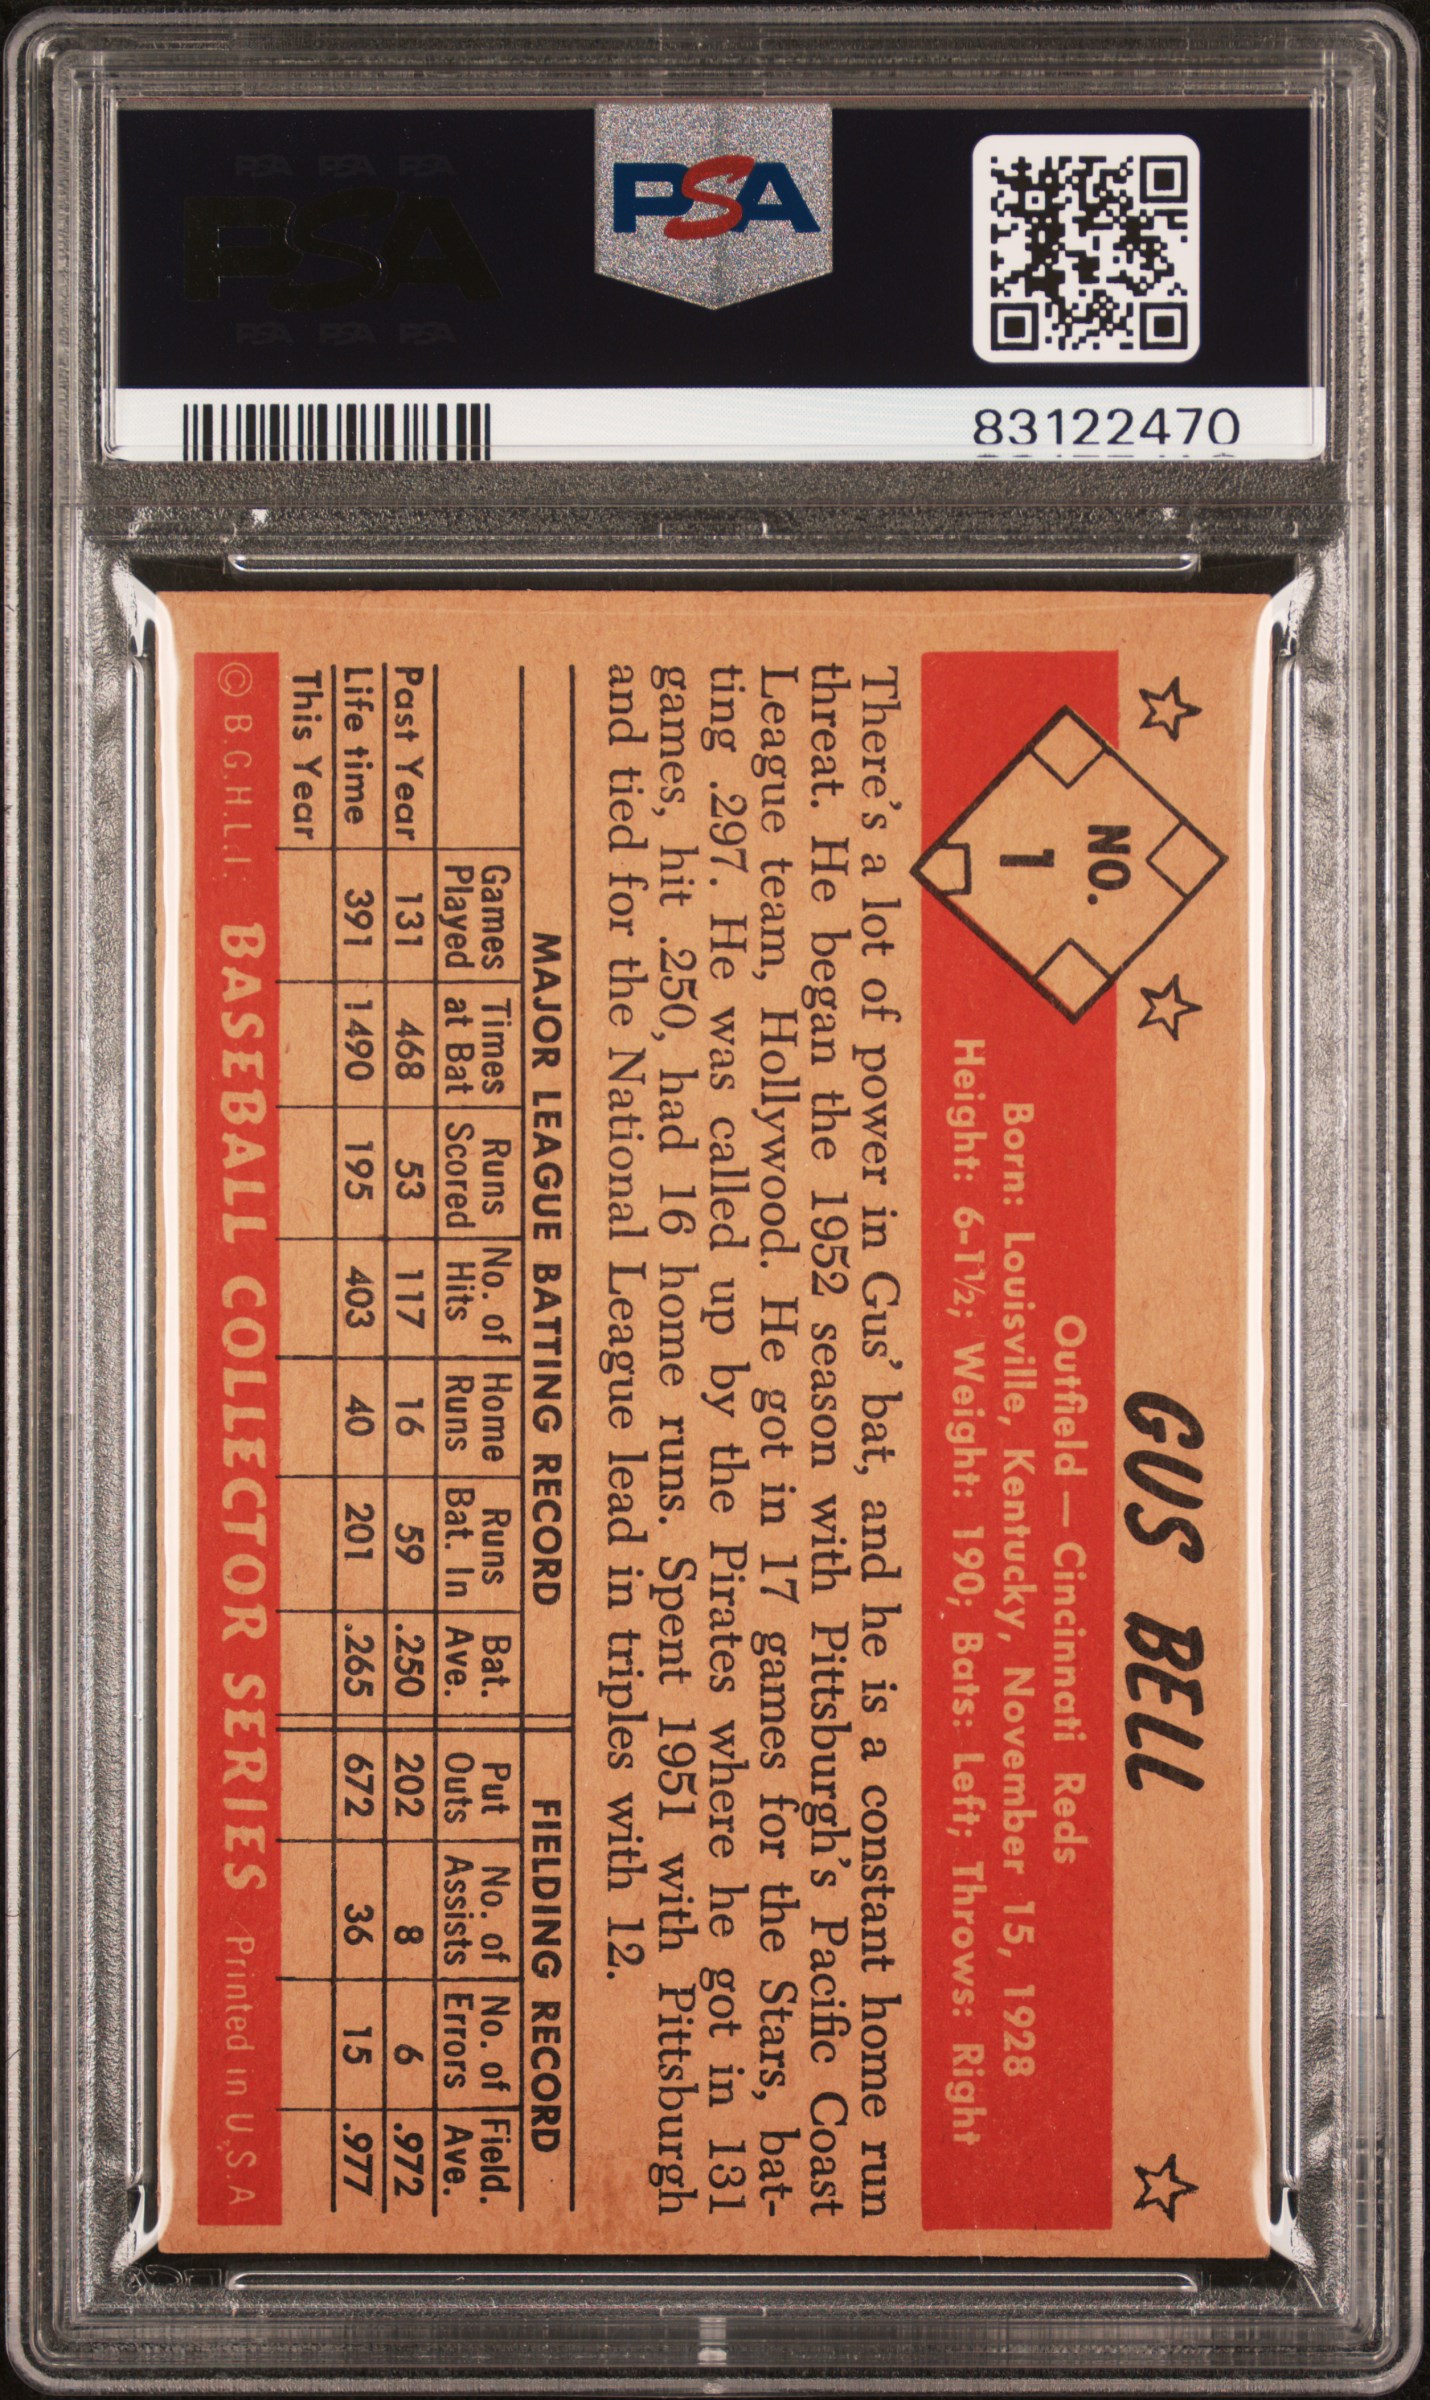 PSA PSA PSA
PSA
PSA PSA PSA
PSA
83122470
GUS BELL
NO.
1
Outfield — Cincinnati Reds
Born: Louisville, Kentucky, November 15, 1928
Height: 6-1½; Weight: 190; Bats: Left; Throws: Right
There's a lot of power in Gus' bat, and he is a constant home run
threat. He began the 1952 season with Pittsburgh's Pacific Coast
League team, Hollywood. He got in 17 games for the Stars, bat-
ting .297. He was called up by the Pirates where he got in 131
games, hit .250, had 16 home runs. Spent 1951 with Pittsburgh
and tied for the National League lead in triples with 12.
MAJOR LEAGUE BATTING RECORD FIELDING RECORD
Games Played Times at Bat Runs Scored No. of Hits Home Runs Runs Bat. In Bat. Ave. Put Outs No. of Assists No. of Errors Field. Ave.
Past Year 131 468 53 117 16 59 .250 202 8 6 .972
Life time 391 1490 195 403 40 201 .265 672 36 15 .977
This Year
© B.G.H.L.I. BASEBALL COLLECTOR SERIES Printed in U.S.A